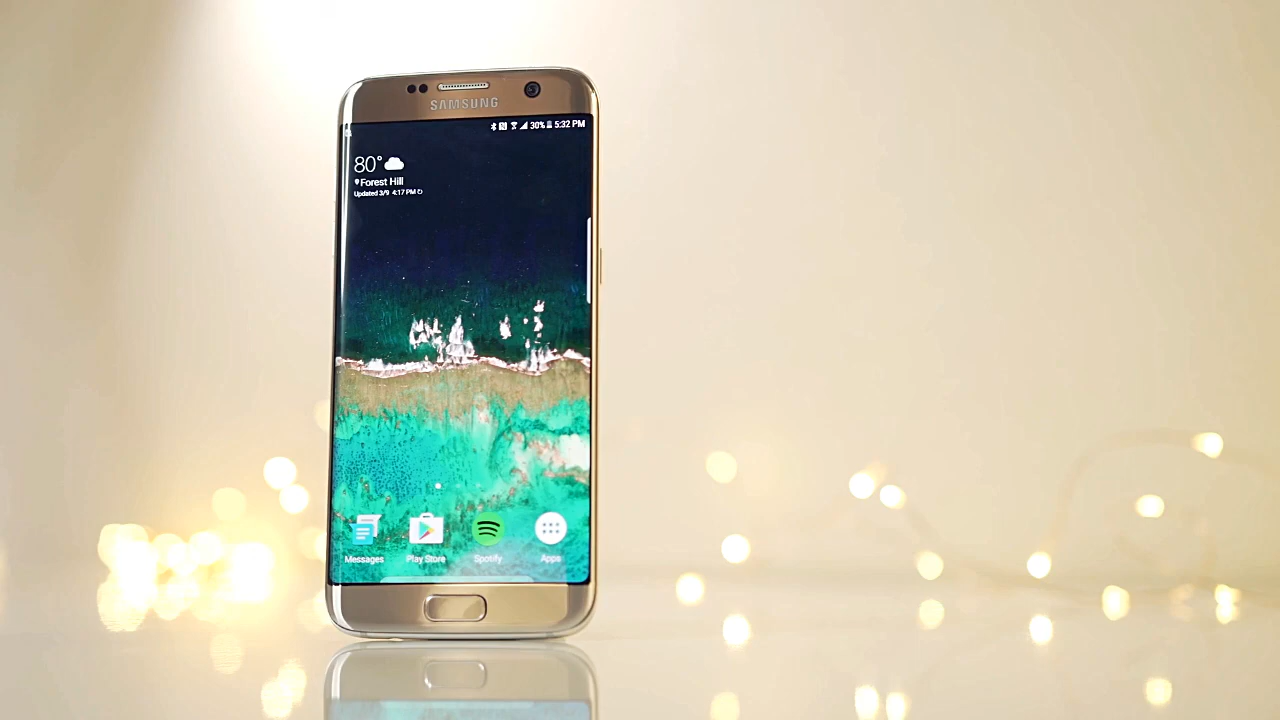 SAMSUNG
30% 5:32 PM
80°
Forest Hill
Updated 3/9 4:17 PM
Messages Play Store Spotify Apps